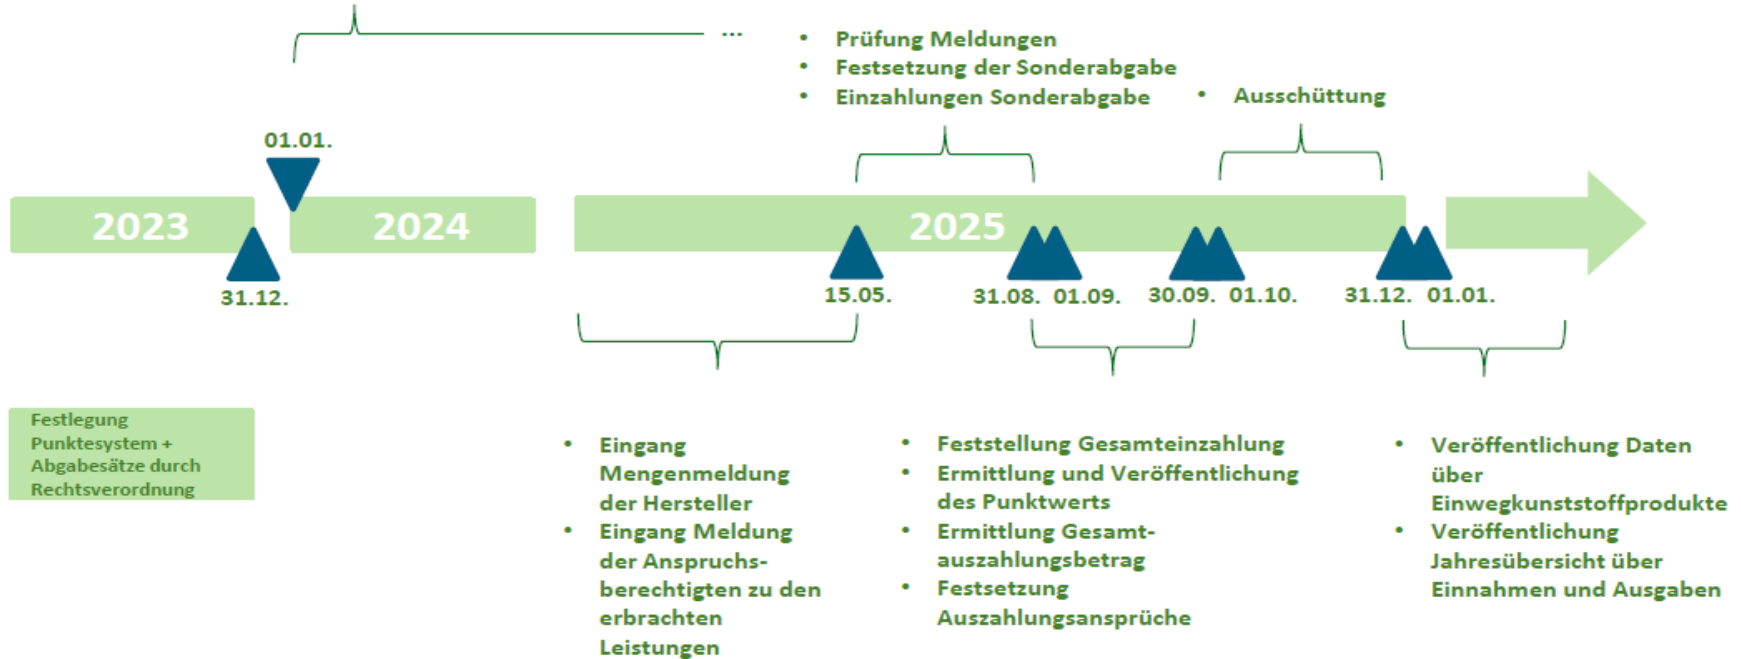 ...
• Prüfung Meldungen
• Festsetzung der Sonderabgabe
• Einzahlungen Sonderabgabe
• Ausschüttung
01.01.
2023
2024
2025
31.12.
15.05.
31.08.
01.09.
30.09.
01.10.
31.12.
01.01.
Festlegung
Punktesystem +
Abgabesätze durch
Rechtsverordnung
• Eingang
Mengenmeldung
der Hersteller
• Eingang Meldung
der Anspruchs-
berechtigten zu den
erbrachten
Leistungen
• Feststellung Gesamteinzahlung
• Ermittlung und Veröffentlichung
des Punktwerts
• Ermittlung Gesamt-
auszahlungsbetrag
• Festsetzung
Auszahlungsansprüche
• Veröffentlichung Daten
über
Einwegkunststoffprodukte
• Veröffentlichung
Jahresübersicht über
Einnahmen und Ausgaben